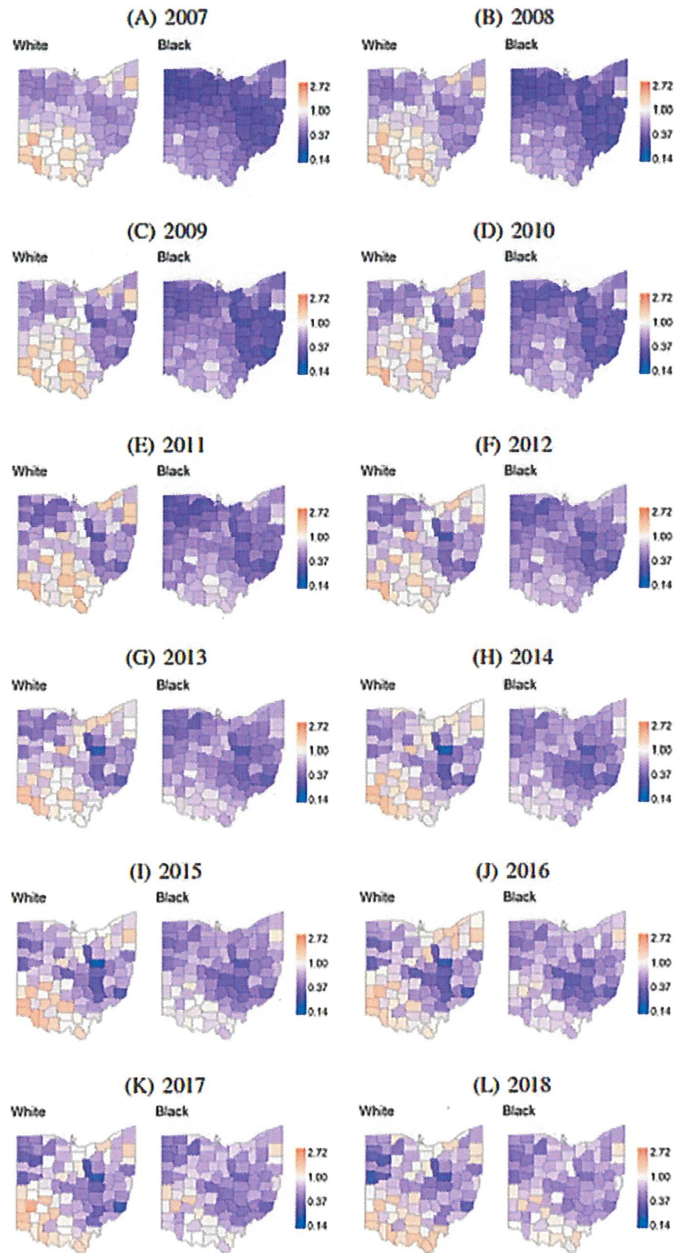 (A) 2007
(B) 2008
White
Black
2.72
1.00
0.37
0.14
White
Black
2.72
1.00
0.37
0.14
(C) 2009
(D) 2010
White
Black
2.72
1.00
0.37
0.14
White
Black
2.72
1.00
0.37
0.14
(E) 2011
(F) 2012
White
Black
2.72
1.00
0.37
0.14
White
Black
2.72
1.00
0.37
0.14
(G) 2013
(H) 2014
White
Black
2.72
1.00
0.37
0.14
White
Black
2.72
1.00
0.37
0.14
(I) 2015
(J) 2016
White
Black
2.72
1.00
0.37
0.14
White
Black
2.72
1.00
0.37
0.14
(K) 2017
(L) 2018
White
Black
2.72
1.00
0.37
0.14
White
Black
2.72
1.00
0.37
0.14